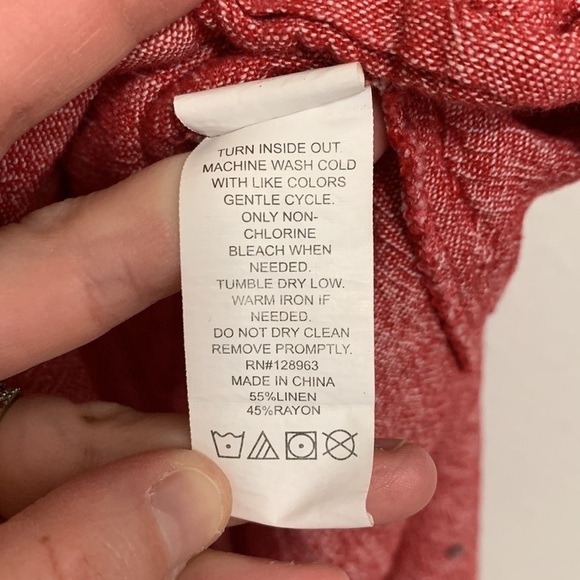 TURN INSIDE OUT
MACHINE WASH COLD
WITH LIKE COLORS
GENTLE CYCLE.
ONLY NON-
CHLORINE
BLEACH WHEN
NEEDED.
TUMBLE DRY LOW.
WARM IRON IF
NEEDED.
DO NOT DRY CLEAN
REMOVE PROMPTLY.
RN#128963
MADE IN CHINA
55%LINEN
45%RAYON